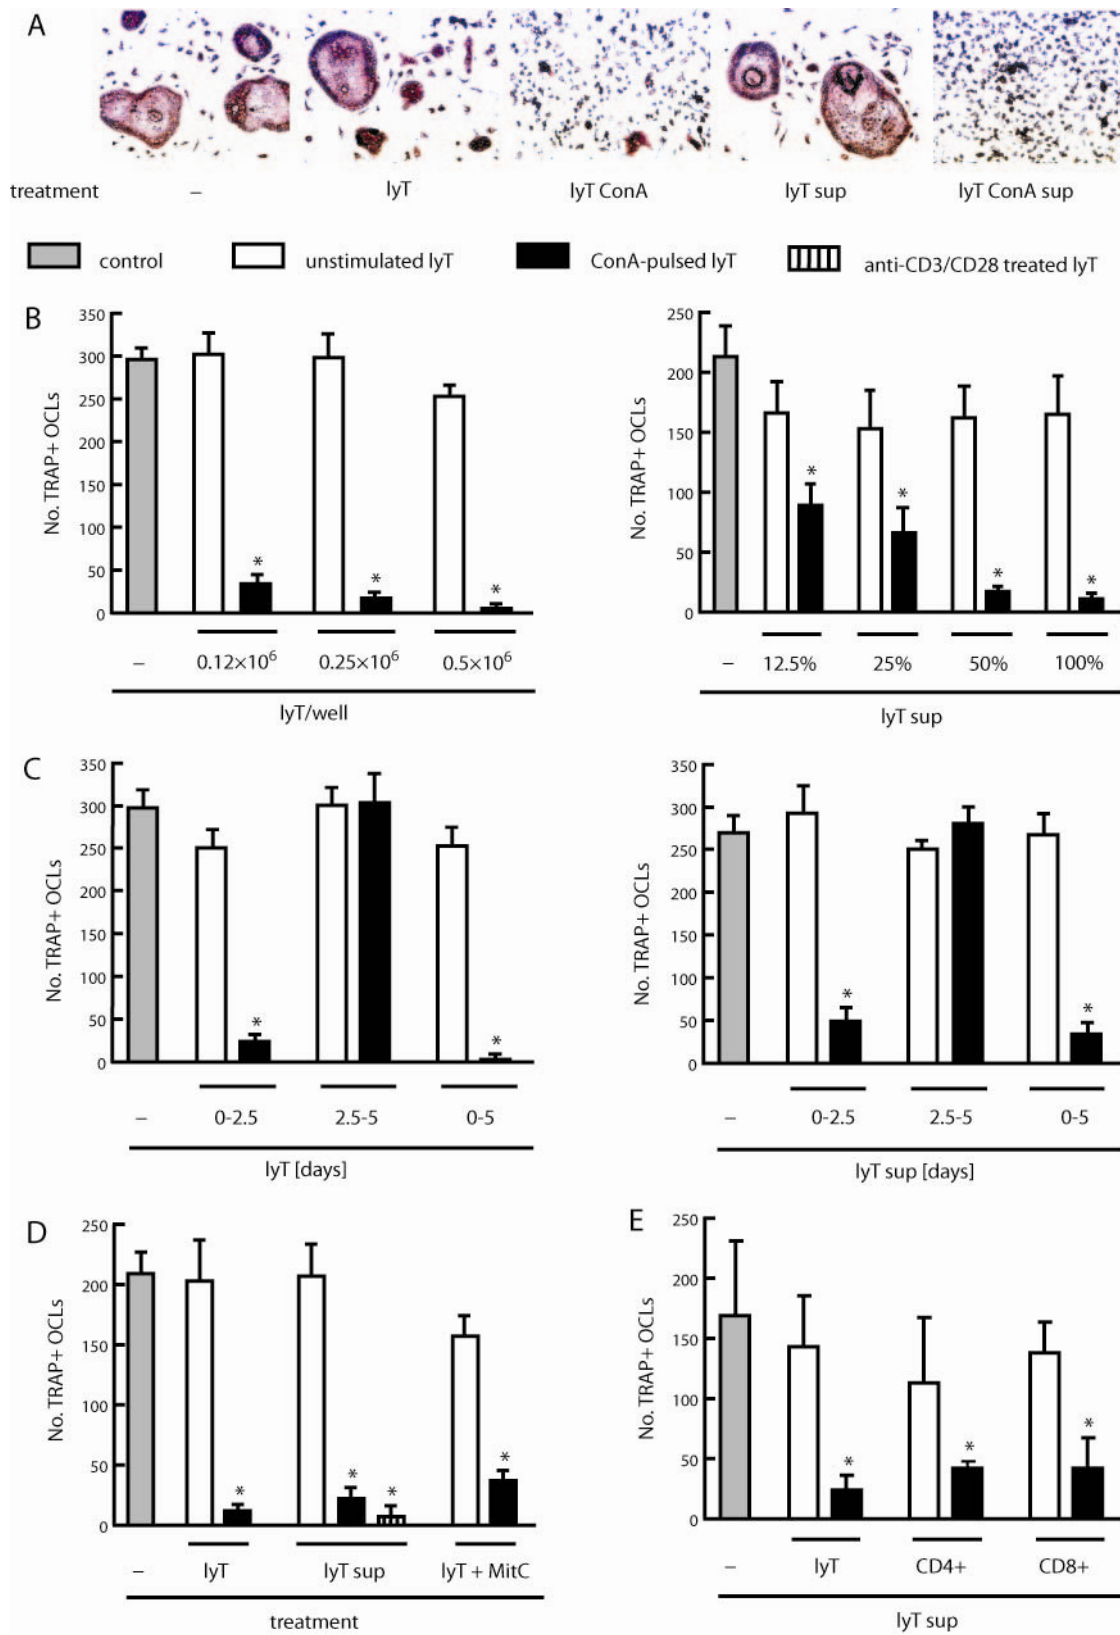 A
treatment – lyT lyT ConA lyT sup lyT ConA sup
control unstimulated lyT ConA-pulsed lyT anti-CD3/CD28 treated lyT
B
No. TRAP+ OCLs
350
300
250
200
150
100
50
0
* * *
– 0.12×10⁶ 0.25×10⁶ 0.5×10⁶
lyT/well
No. TRAP+ OCLs
250
200
150
100
50
0
* * * *
– 12.5% 25% 50% 100%
lyT sup
C
No. TRAP+ OCLs
350
300
250
200
150
100
50
0
* *
– 0-2.5 2.5-5 0-5
lyT [days]
No. TRAP+ OCLs
350
300
250
200
150
100
50
0
* *
– 0-2.5 2.5-5 0-5
lyT sup [days]
D
No. TRAP+ OCLs
250
200
150
100
50
0
* * * *
– lyT lyT sup lyT + MitC
treatment
E
No. TRAP+ OCLs
250
200
150
100
50
0
* * *
– lyT CD4+ CD8+
lyT sup